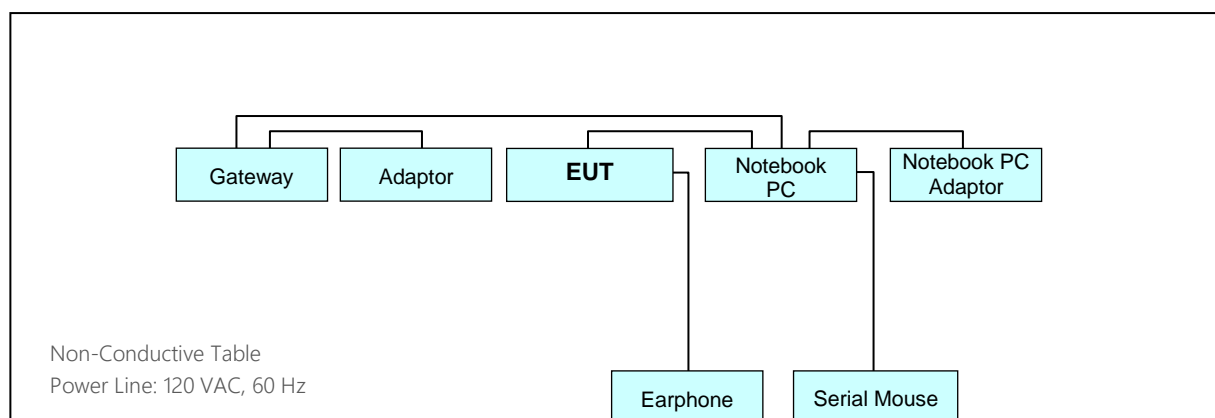 Gateway
Adaptor
EUT
Notebook
PC
Notebook PC
Adaptor
Non-Conductive Table
Power Line: 120 VAC, 60 Hz
Earphone
Serial Mouse